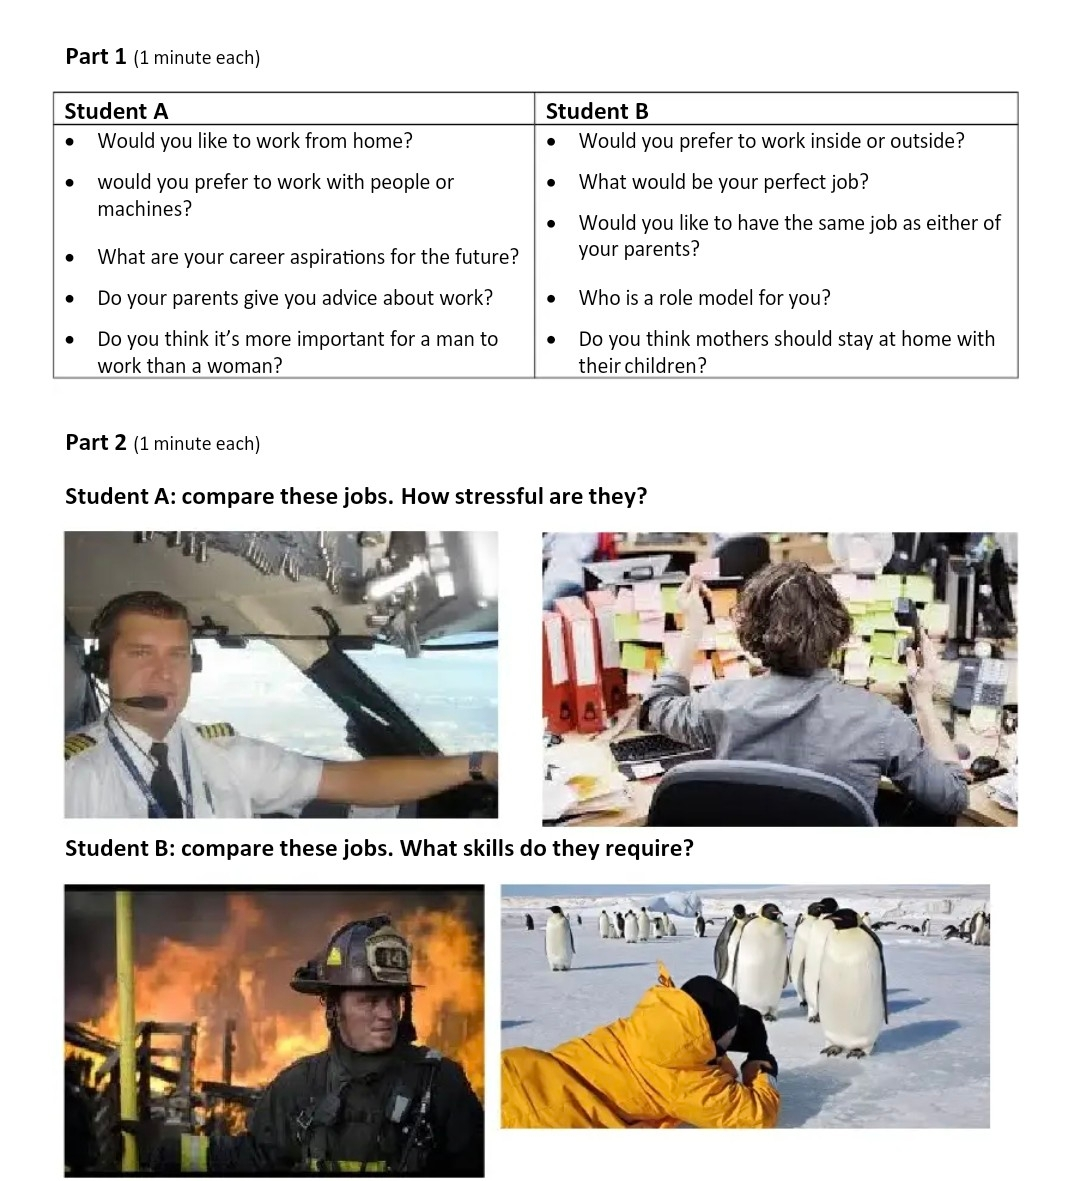 Part 1 (1 minute each)
Student A
• Would you like to work from home?
• would you prefer to work with people or
machines?
• What are your career aspirations for the future?
• Do your parents give you advice about work?
• Do you think it’s more important for a man to
work than a woman?
Student B
• Would you prefer to work inside or outside?
• What would be your perfect job?
• Would you like to have the same job as either of
your parents?
• Who is a role model for you?
• Do you think mothers should stay at home with
their children?
Part 2 (1 minute each)
Student A: compare these jobs. How stressful are they?
Student B: compare these jobs. What skills do they require?
14